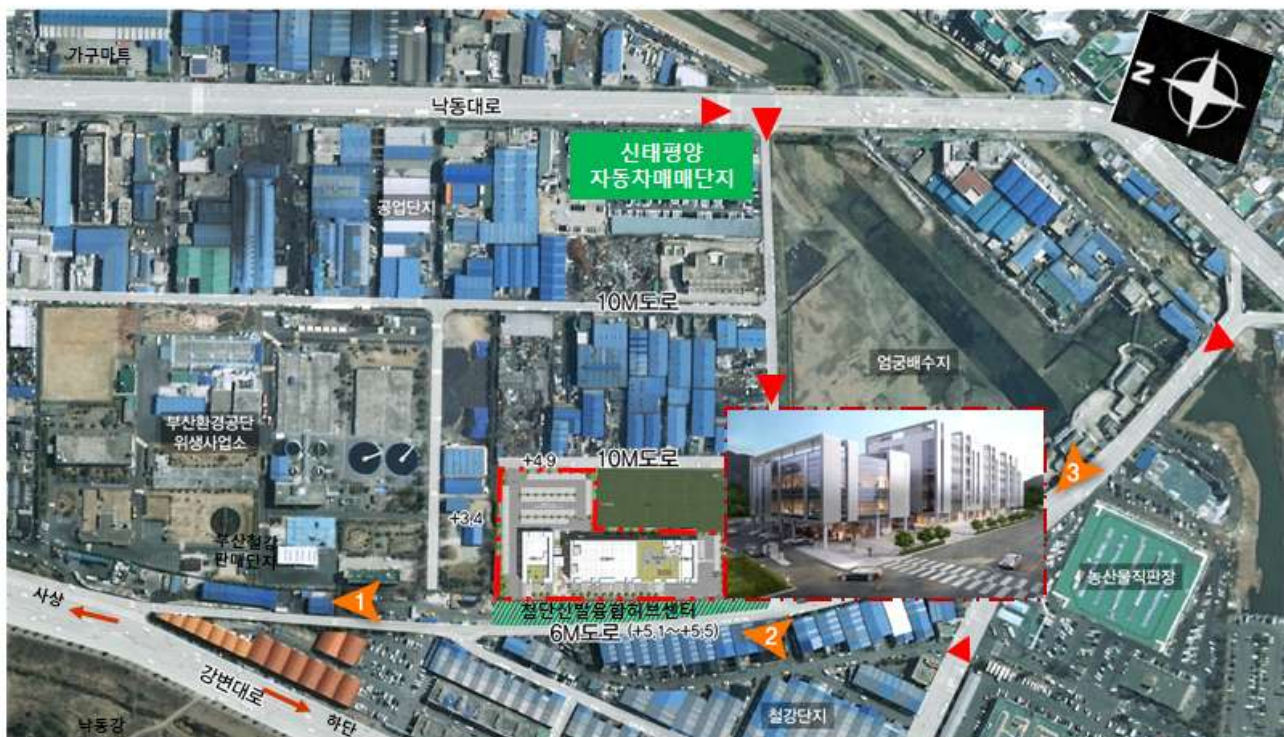 가구마트
N
낙동대로
신태평양
자동차매매단지
공업단지
10M도로
엄궁배수지
부산환경공단
위생사업소
+4.9
10M도로
3
+3.4
부산철강
판매단지
농산물직판장
사상
1
첨단신발융합허브센터
6M도로 (+5.1~+5.5)
2
강변대로
하단
철강단지
낙동강